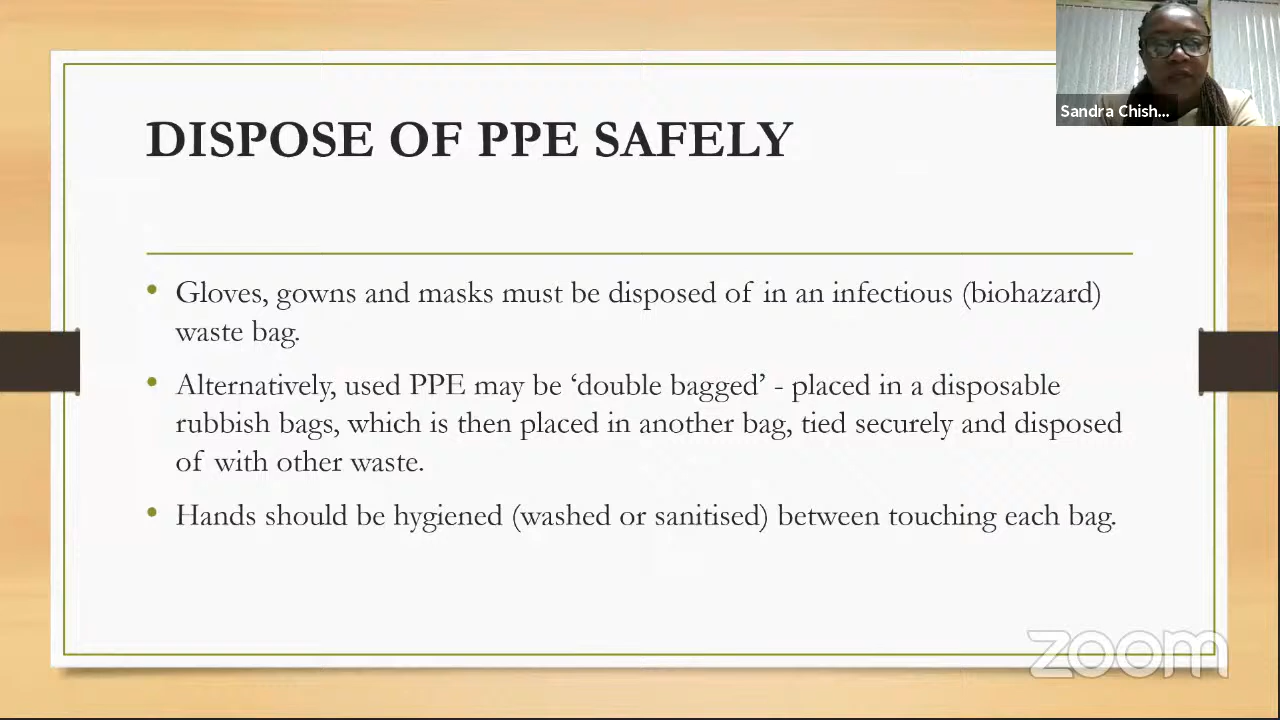 DISPOSE OF PPE SAFELY
Sandra Chish...
• Gloves, gowns and masks must be disposed of in an infectious (biohazard)
waste bag.
• Alternatively, used PPE may be ‘double bagged’ - placed in a disposable
rubbish bags, which is then placed in another bag, tied securely and disposed
of with other waste.
• Hands should be hygiened (washed or sanitised) between touching each bag.
zoom